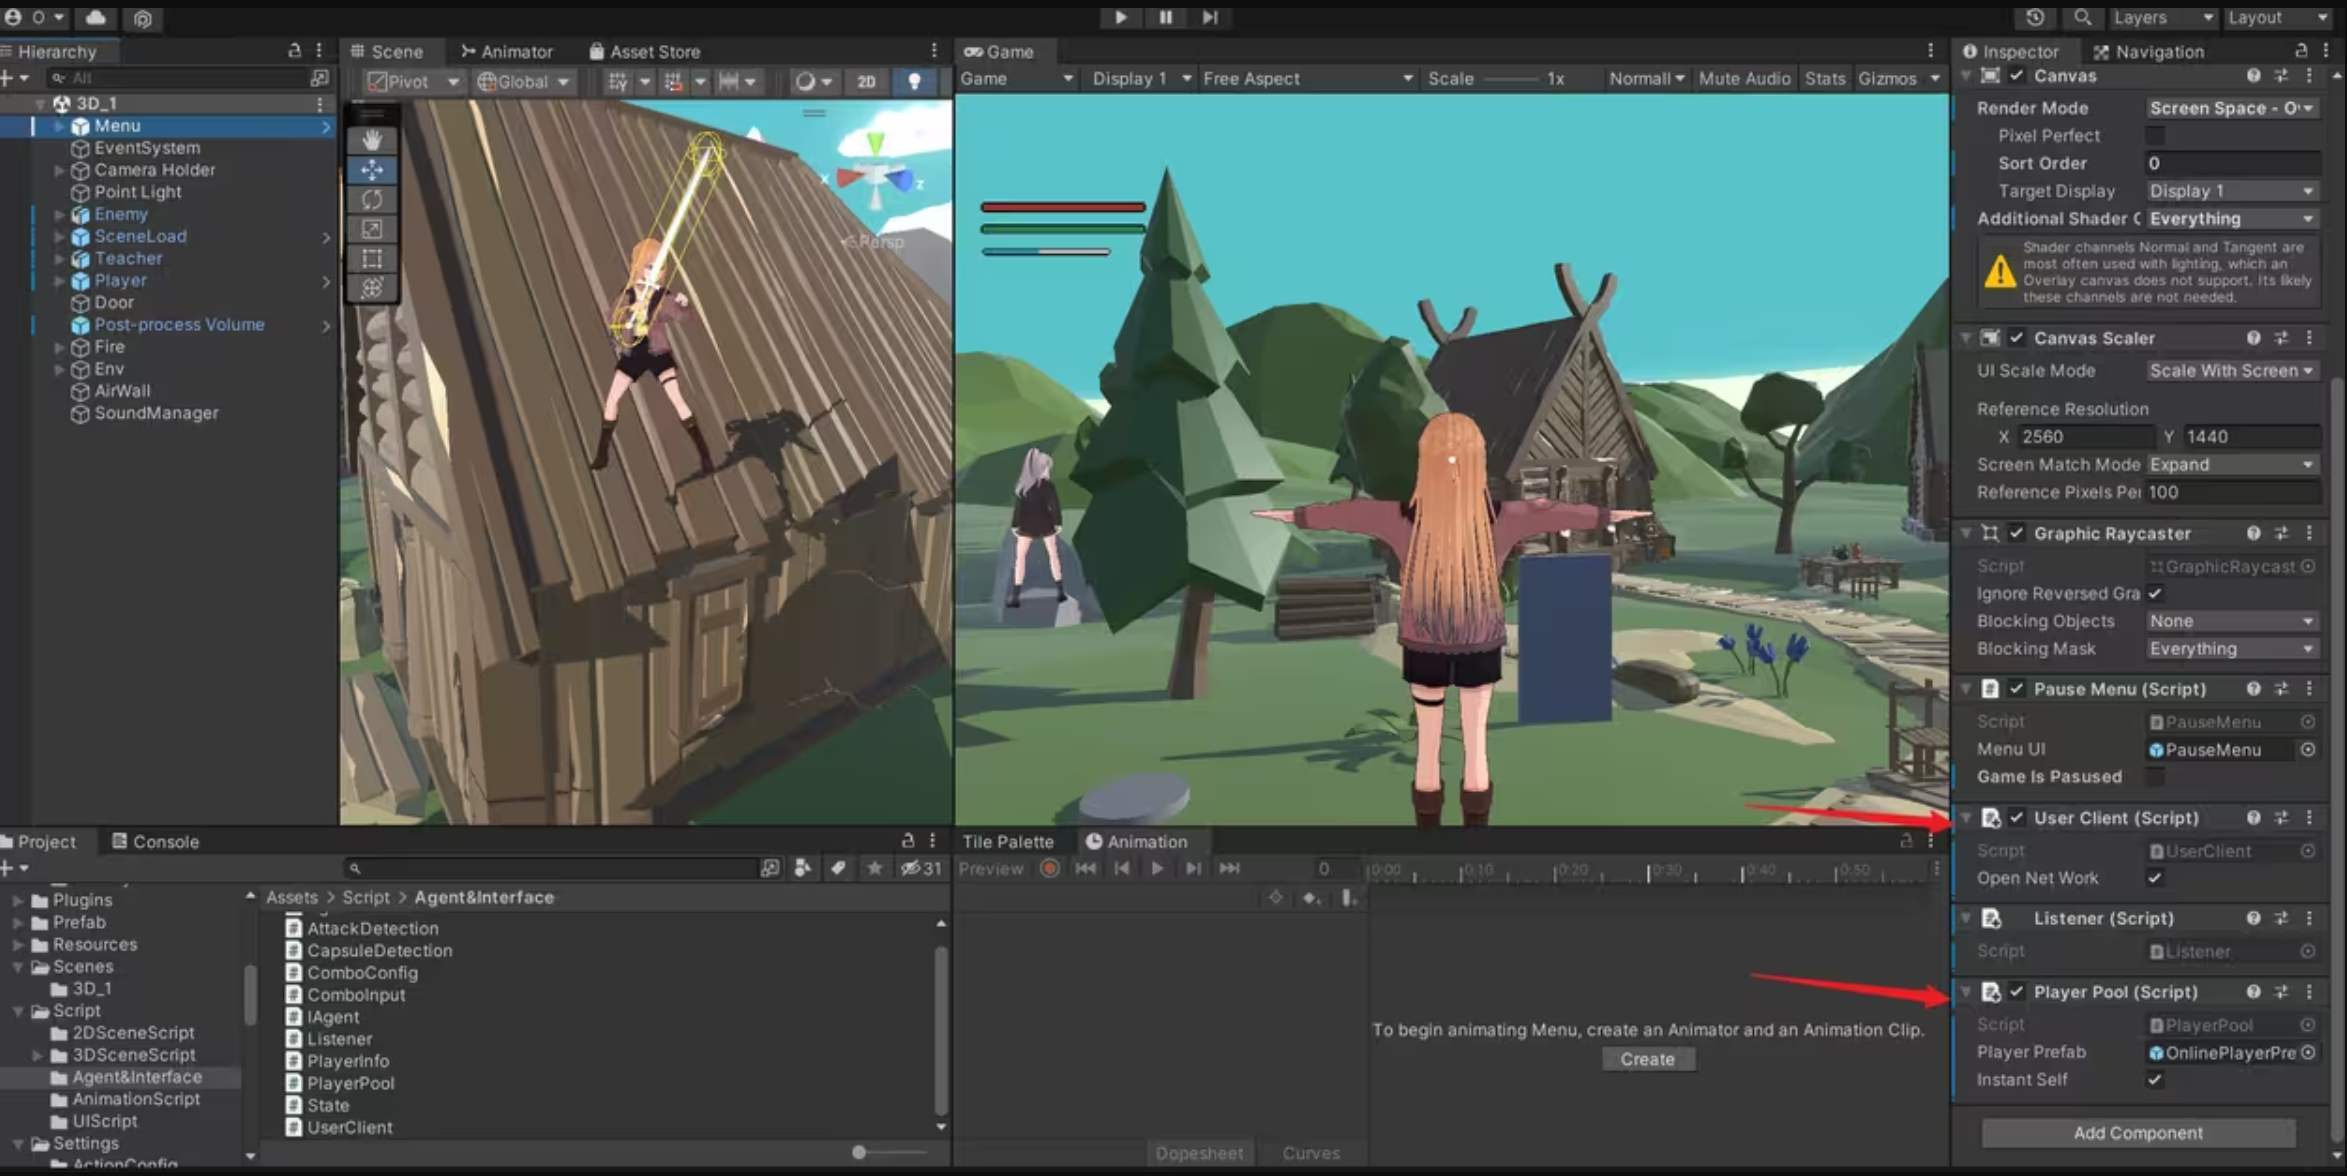 O
Layers
Layout
Hierarchy
All
3D_1
Menu
EventSystem
Camera Holder
Point Light
Enemy
SceneLoad
Teacher
Player
Door
Post-process Volume
Fire
Env
AirWall
SoundManager
Scene
Animator
Asset Store
Pivot
Global
2D
x
z
Persp
Game
Game
Display 1
Free Aspect
Scale
1x
Normall
Mute Audio
Stats
Gizmos
Inspector
Navigation
Canvas
Render Mode
Screen Space - O
Pixel Perfect
Sort Order
0
Target Display
Display 1
Additional Shader C
Everything
Shader channels Normal and Tangent are
most often used with lighting, which an
Overlay canvas does not support. Its likely
these channels are not needed.
Canvas Scaler
UI Scale Mode
Scale With Screen
Reference Resolution
X 2560 Y 1440
Screen Match Mode
Expand
Reference Pixels Per
100
Graphic Raycaster
Script
GraphicRaycast
Ignore Reversed Gra
Blocking Objects
None
Blocking Mask
Everything
Pause Menu (Script)
Script
PauseMenu
Menu UI
PauseMenu
Game Is Pasused
User Client (Script)
Script
UserClient
Open Net Work
Listener (Script)
Script
Listener
Player Pool (Script)
Script
PlayerPool
Player Prefab
OnlinePlayerPre
Instant Self
Add Component
Project
Console
31
Plugins
Prefab
Resources
Scenes
3D_1
Script
2DSceneScript
3DSceneScript
Agent&Interface
AnimationScript
UIScript
Settings
ActionConfig
Assets > Script > Agent&Interface
AttackDetection
CapsuleDetection
ComboConfig
ComboInput
IAgent
Listener
PlayerInfo
PlayerPool
State
UserClient
Tile Palette
Animation
Preview
0
0:00
0:10
0:20
0:30
0:40
0:50
To begin animating Menu, create an Animator and an Animation Clip.
Create
Dopesheet
Curves